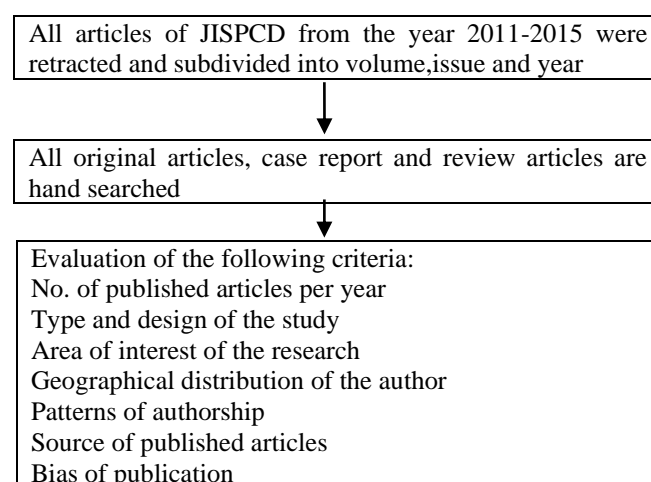 All articles of JISPCD from the year 2011-2015 were
retracted and subdivided into volume,issue and year
All original articles, case report and review articles are
hand searched
Evaluation of the following criteria:
No. of published articles per year
Type and design of the study
Area of interest of the research
Geographical distribution of the author
Patterns of authorship
Source of published articles
Bias of publication